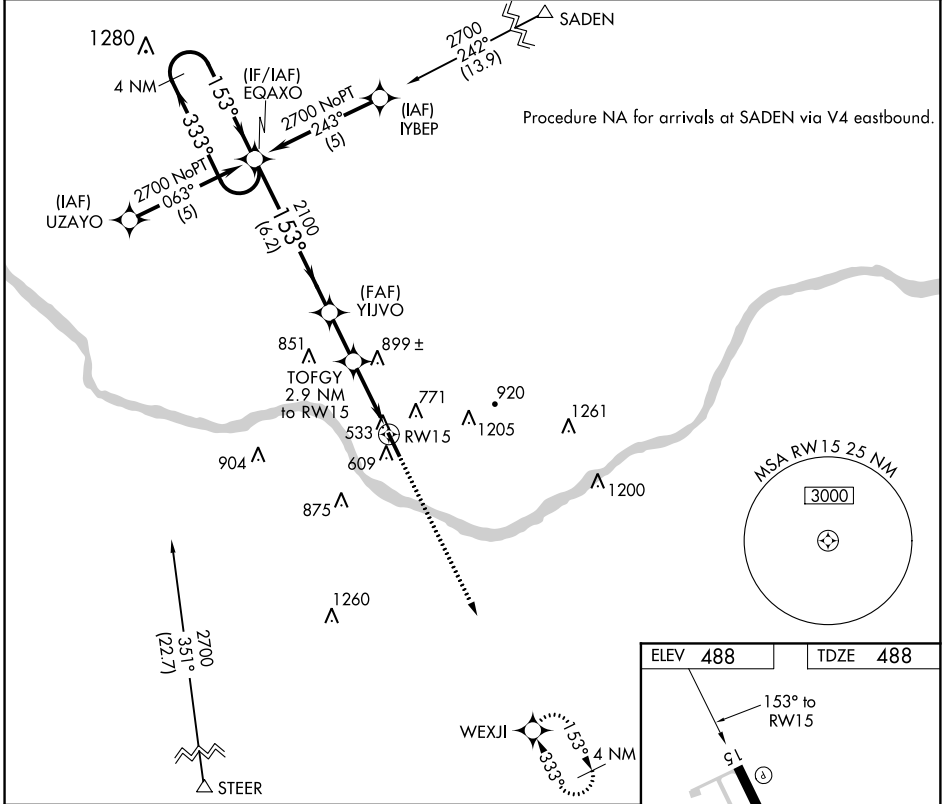 1280
4 NM
153°
333°
(IF/IAF)
EQAXO
2700 NoPT
243°
(5)
(IAF)
IYBEP
2700
242°
(13.9)
SADEN
Procedure NA for arrivals at SADEN via V4 eastbound.
(IAF)
UZAYO
2700 NoPT
063°
(5)
2100
153°
(6.2)
(FAF)
YIJVO
851
899 ±
TOFGY
2.9 NM
to RW15
771
920
1205
1261
533
RW15
904
609
875
1200
MSA RW 15 25 NM
3000
1260
2700
351°
(22.7)
STEER
WEXJI
153°
333°
4 NM
ELEV 488
TDZE 488
153° to
RW15
15
P